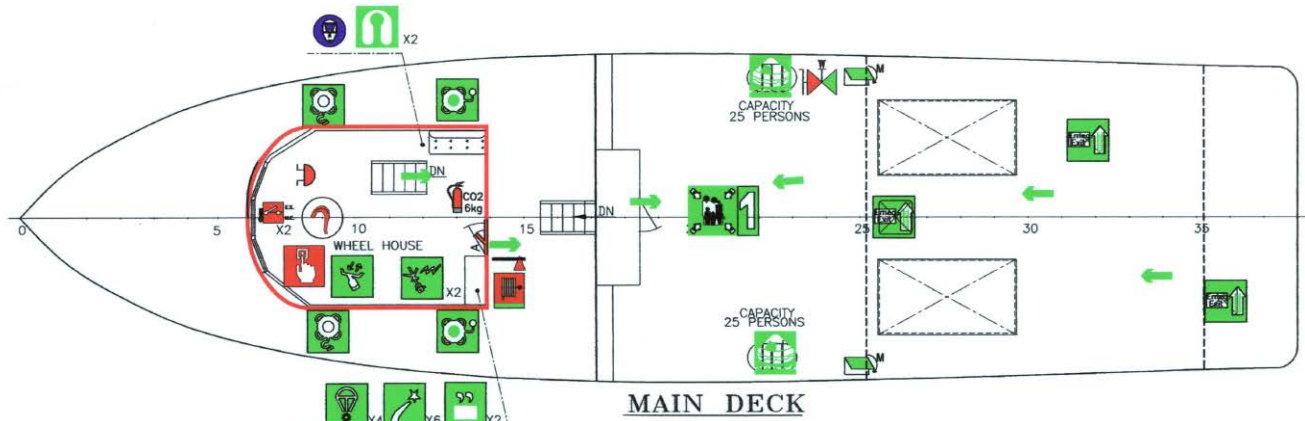 X2
W
M
CAPACITY
25 PERSONS
DN
CO2
6kg
DN
1
0
5
X2
10
15
25
30
35
WHEEL HOUSE
A
X2
CAPACITY
25 PERSONS
M
X4
X6
X2
MAIN DECK